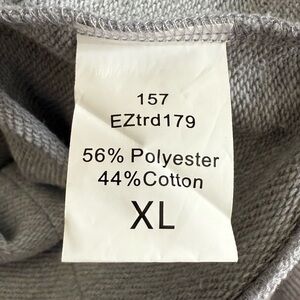 157
EZtrd179
56% Polyester
44%Cotton
XL